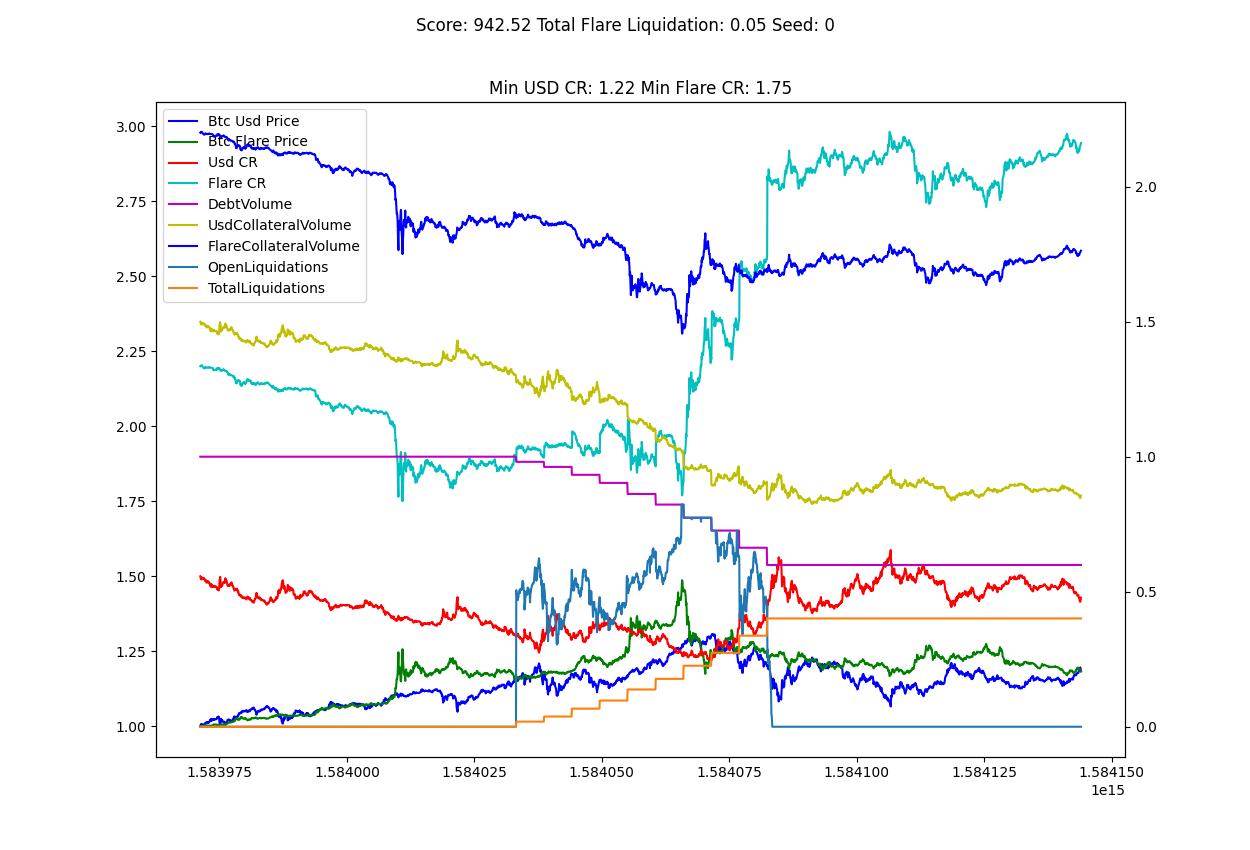 Score: 942.52 Total Flare Liquidation: 0.05 Seed: 0
Min USD CR: 1.22 Min Flare CR: 1.75
Btc Usd Price
Btc Flare Price
Usd CR
Flare CR
DebtVolume
UsdCollateralVolume
FlareCollateralVolume
OpenLiquidations
TotalLiquidations
3.00
2.75
2.50
2.25
2.00
1.75
1.50
1.25
1.00
2.0
1.5
1.0
0.5
0.0
1.583975 1.584000 1.584025 1.584050 1.584075 1.584100 1.584125 1.584150
1e15